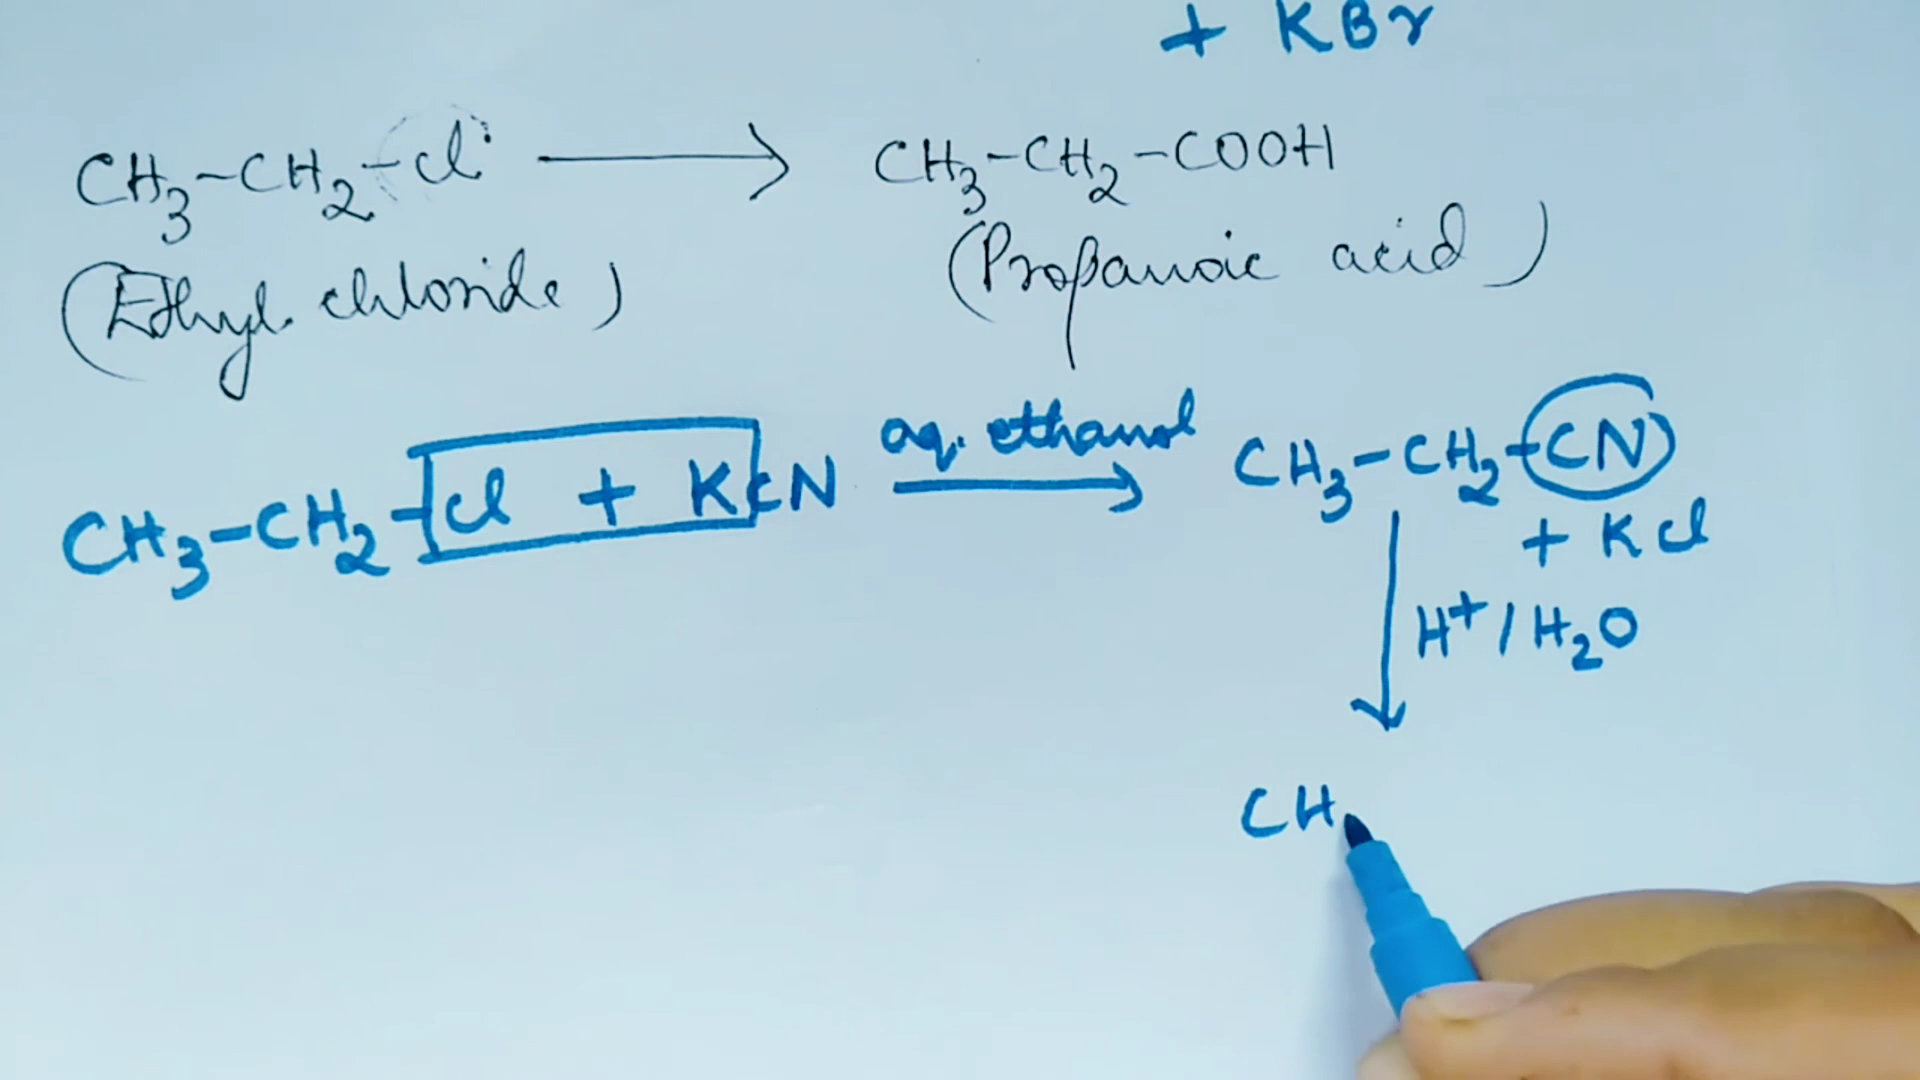 + KBr
CH₃-CH₂-Cl ⟶ CH₃-CH₂-COOH
(Ethyl chloride) (Propanoic acid)
aq. ethanol
CH₃-CH₂-Cl + KCN ⟶ CH₃-CH₂-CN
+ KCl
H⁺/H₂O
CH